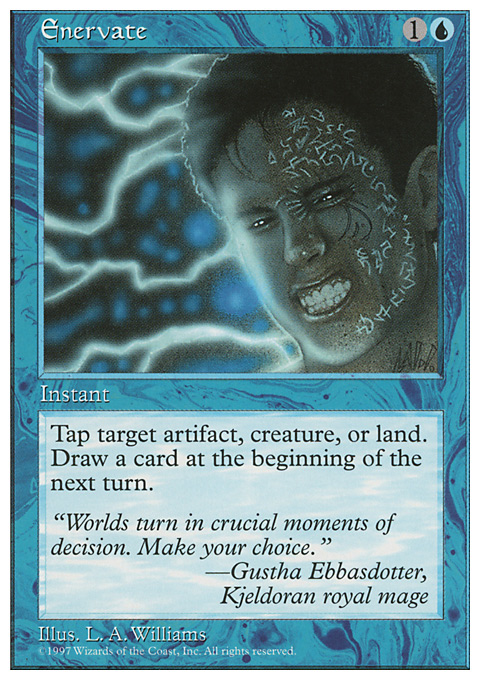 Enervate
1
Instant
Tap target artifact, creature, or land.
Draw a card at the beginning of the
next turn.
“Worlds turn in crucial moments of
decision. Make your choice.”
—Gustha Ebbasdotter,
Kjeldoran royal mage
Illus. L. A. Williams
©1997 Wizards of the Coast, Inc. All rights reserved.